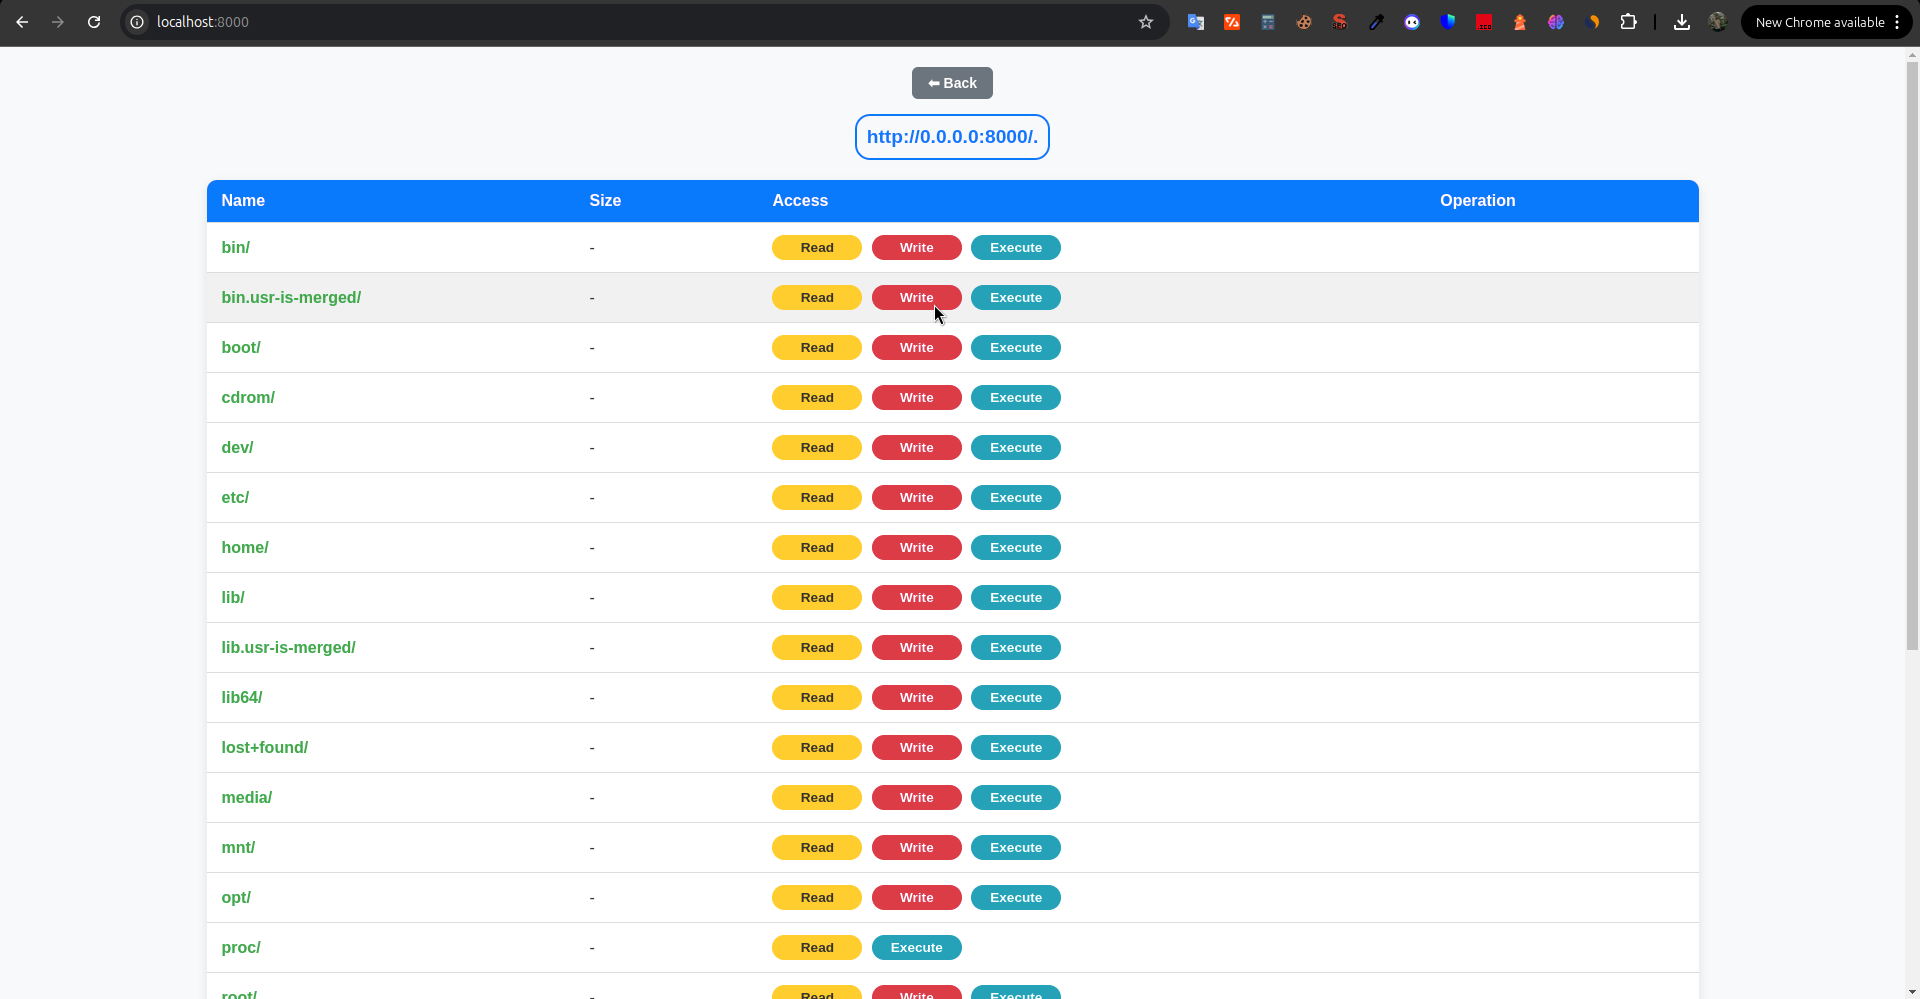 localhost:8000
New Chrome available
⬅ Back
http://0.0.0.0:8000/.
Name Size Access Operation
bin/ - Read Write Execute
bin.usr-is-merged/ - Read Write Execute
boot/ - Read Write Execute
cdrom/ - Read Write Execute
dev/ - Read Write Execute
etc/ - Read Write Execute
home/ - Read Write Execute
lib/ - Read Write Execute
lib.usr-is-merged/ - Read Write Execute
lib64/ - Read Write Execute
lost+found/ - Read Write Execute
media/ - Read Write Execute
mnt/ - Read Write Execute
opt/ - Read Write Execute
proc/ - Read Execute
root/ - Read Write Execute